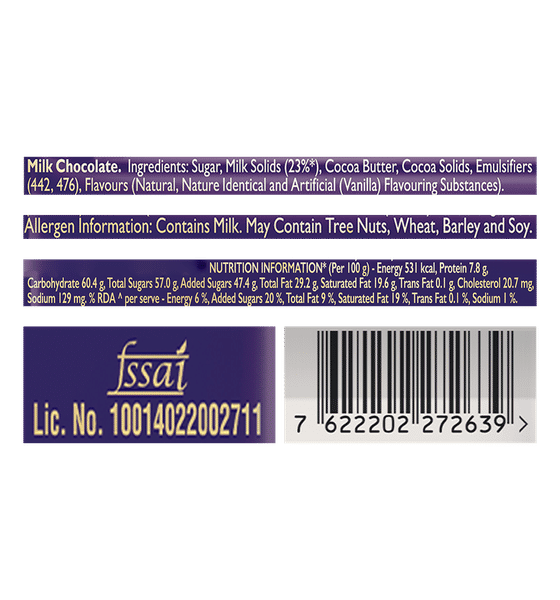 Milk Chocolate. Ingredients: Sugar, Milk Solids (23%*), Cocoa Butter, Cocoa Solids, Emulsifiers
(442, 476), Flavours (Natural, Nature Identical and Artificial (Vanilla) Flavouring Substances).
Allergen Information: Contains Milk. May Contain Tree Nuts, Wheat, Barley and Soy.
NUTRITION INFORMATION* (Per 100 g) - Energy 531 kcal, Protein 7.8 g,
Carbohydrate 60.4 g, Total Sugars 57.0 g, Added Sugars 47.4 g, Total Fat 29.2 g, Saturated Fat 19.6 g, Trans Fat 0.1 g, Cholesterol 20.7 mg,
Sodium 129 mg. % RDA ^ per serve - Energy 6 %, Added Sugars 20 %, Total Fat 9 %, Saturated Fat 19 %, Trans Fat 0.1 %, Sodium 1 %.
fssai
Lic. No. 10014022002711
7 622202 272639 >